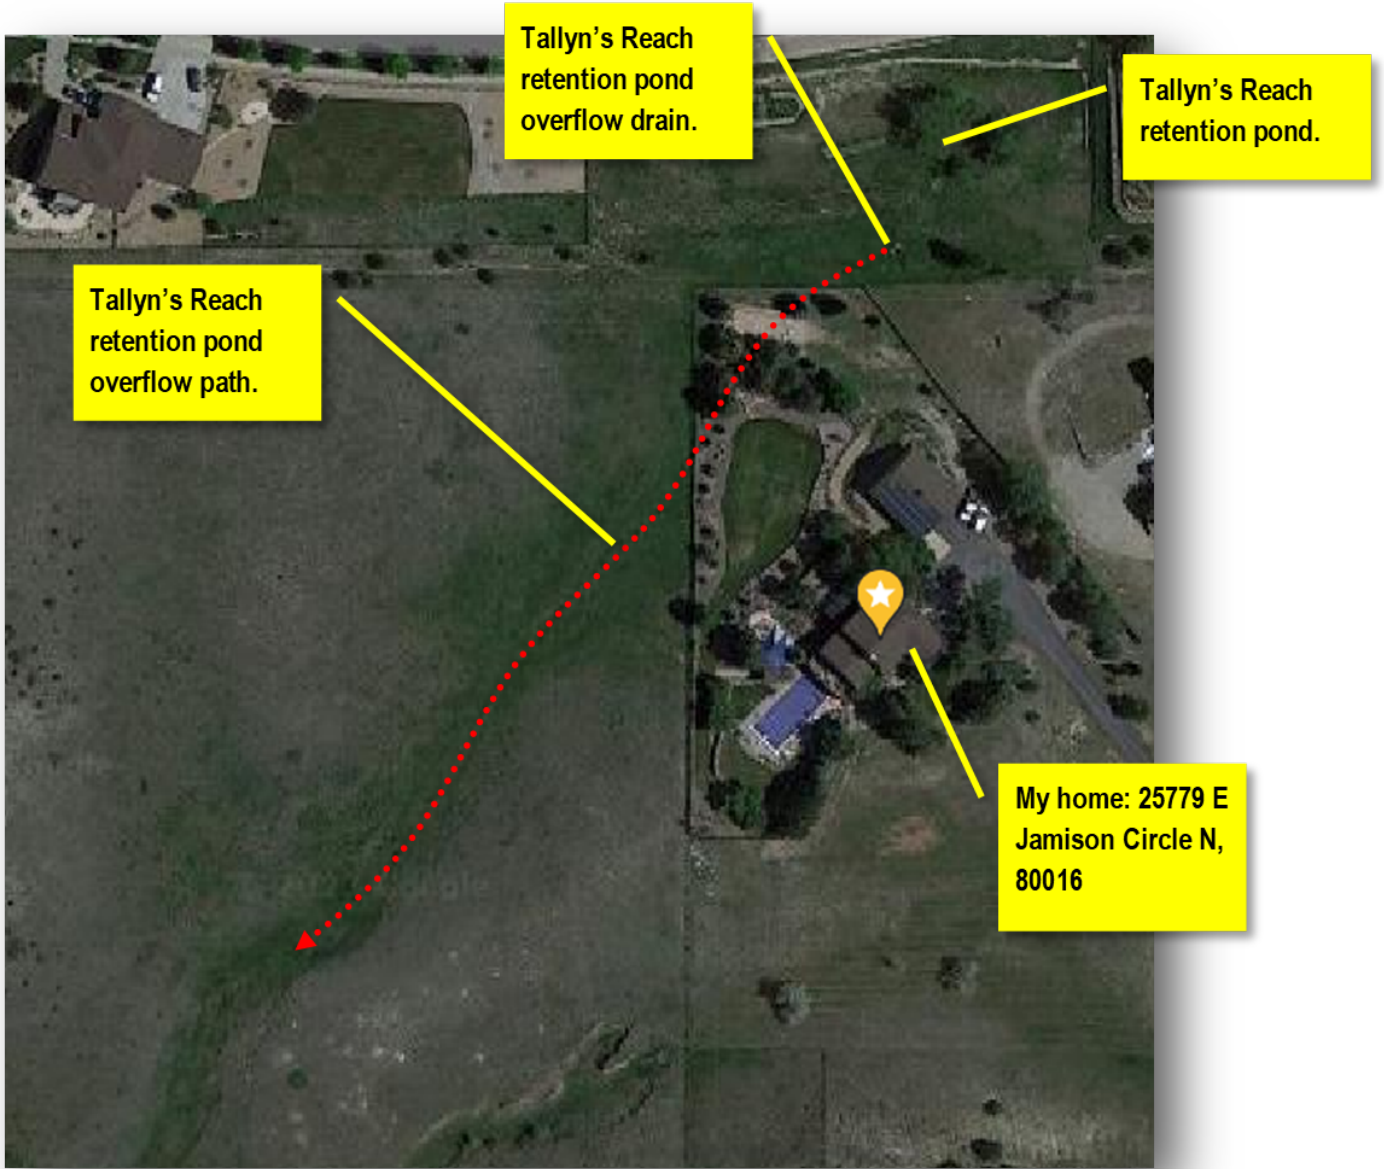 Tallyn’s Reach
retention pond
overflow drain.
Tallyn’s Reach
retention pond.
Tallyn’s Reach
retention pond
overflow path.
My home: 25779 E
Jamison Circle N,
80016